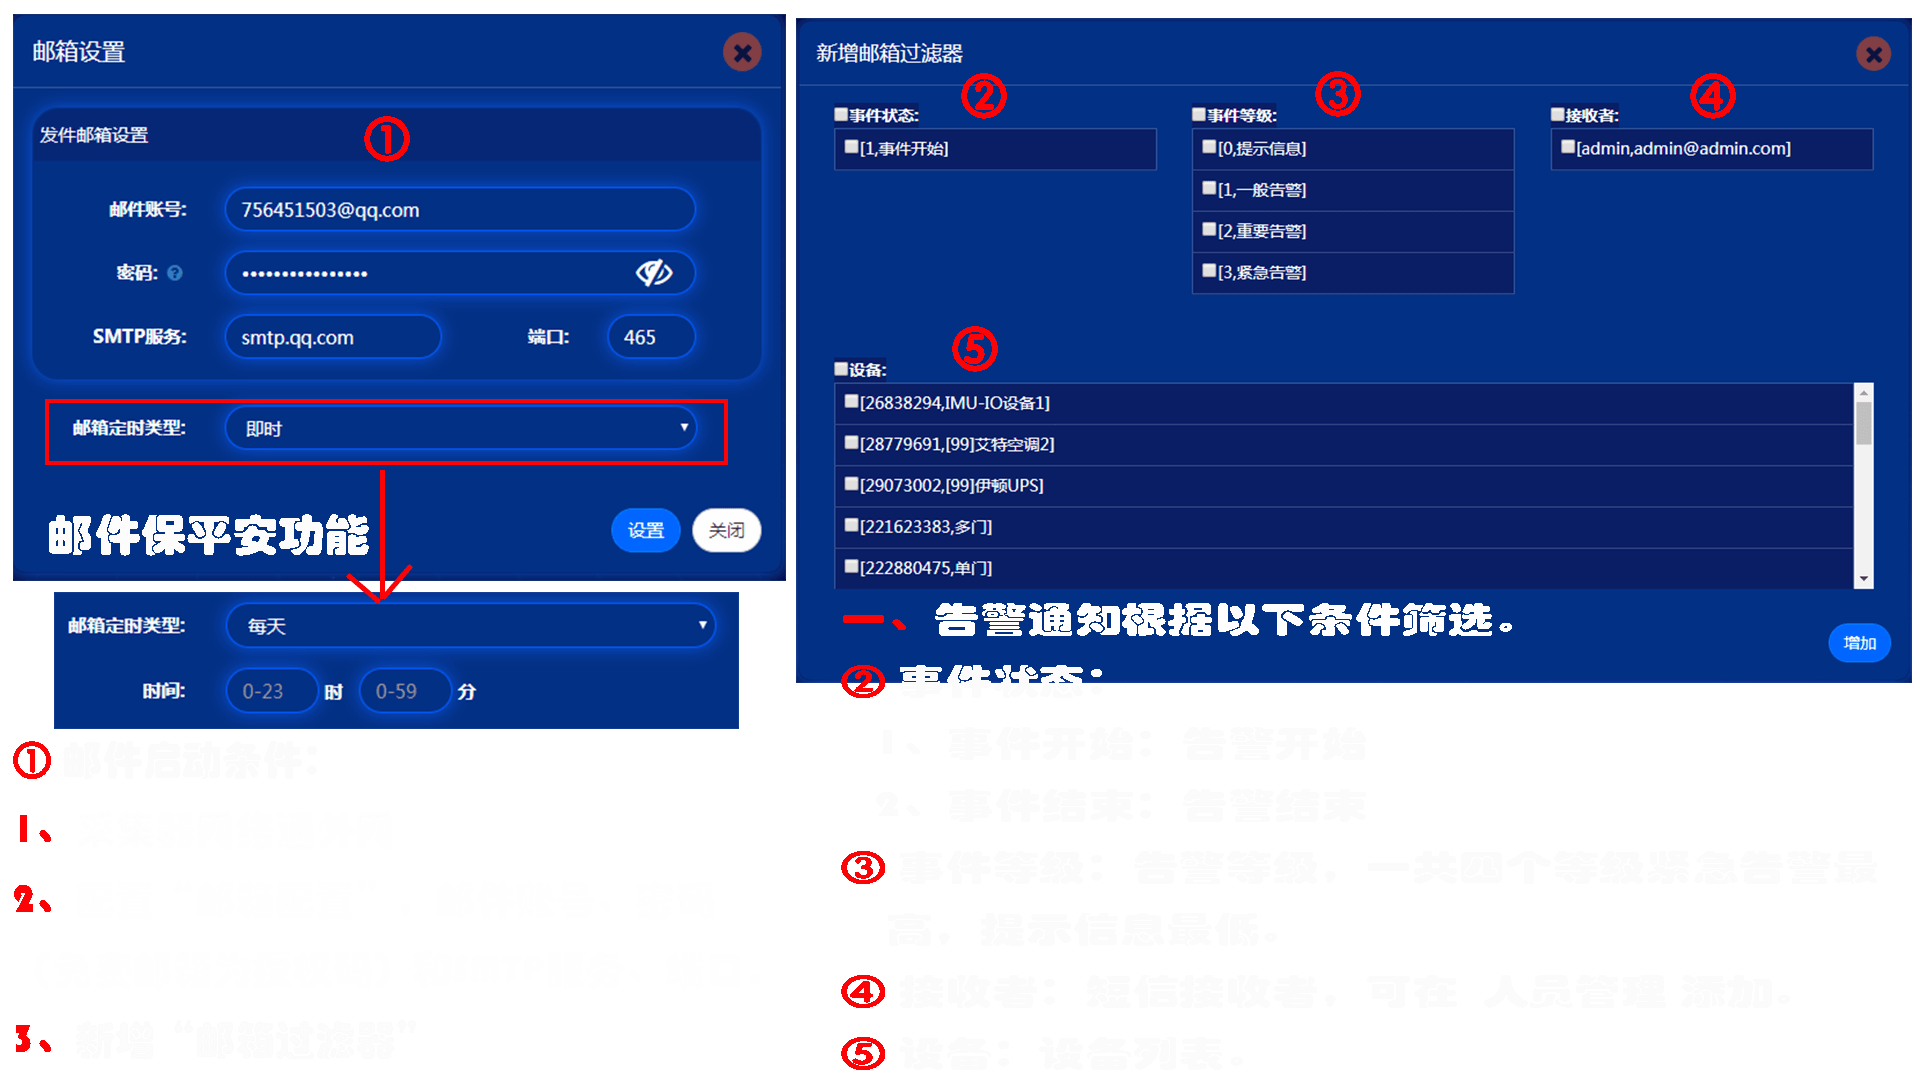 邮箱设置
发件邮箱设置
①
邮件账号: 756451503@qq.com
密码: ••••••••••••••••
SMTP服务: smtp.qq.com 端口: 465
邮箱定时类型: 即时
邮件保平安功能
设置 关闭
邮箱定时类型: 每天
时间: 0-23 时 0-59 分
① 邮件启动条件:
1、
2、
3、新增“邮箱过滤器”
新增邮箱过滤器
② ③ ④
事件状态: 事件等级: 接收者:
[1,事件开始] [0,提示信息] [admin,admin@admin.com]
[1,一般告警]
[2,重要告警]
[3,紧急告警]
⑤
设备:
[26838294,IMU-IO设备1]
[28779691,[99]艾特空调2]
[29073002,[99]伊顿UPS]
[221623383,多门]
[222880475,单门]
一、告警通知根据以下条件筛选。
增加
② 事件状态:
1、事件开始: 告警开始
2、事件结束: 告警结束
③ 事件等级: 告警等级, 一共四个等级紧急告警最
高, 提示信息最低。
④ 接收者: 短信接收者, 可在 人员管理 添加。
⑤ 设备: 设备列表。